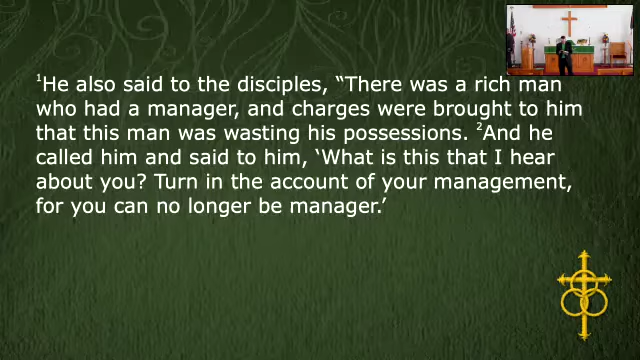 ¹He also said to the disciples, “There was a rich man
who had a manager, and charges were brought to him
that this man was wasting his possessions. ²And he
called him and said to him, ‘What is this that I hear
about you? Turn in the account of your management,
for you can no longer be manager.’